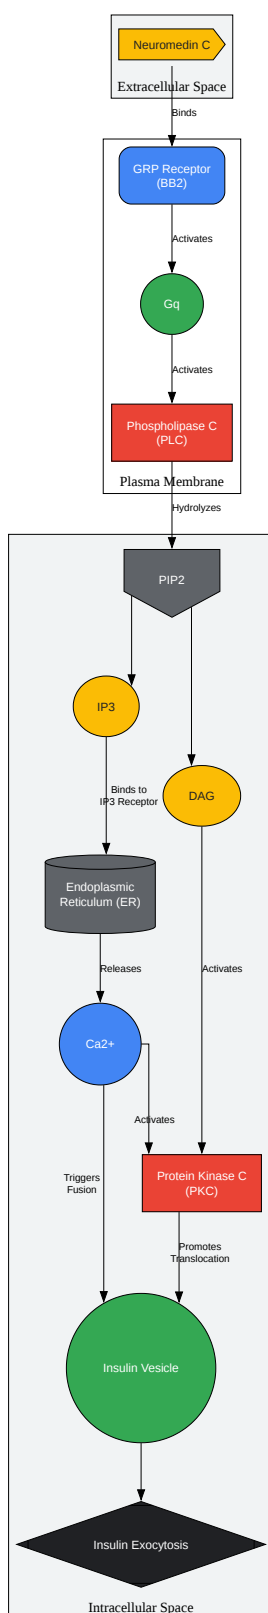 Neuromedin C
Extracellular Space
Binds
GRP Receptor
(BB2)
Activates
Gq
Activates
Phospholipase C
(PLC)
Plasma Membrane
Hydrolyzes
PIP2
IP3
DAG
Binds to
IP3 Receptor
Endoplasmic
Reticulum (ER)
Releases
Activates
Ca2+
Activates
Triggers
Fusion
Protein Kinase C
(PKC)
Promotes
Translocation
Insulin Vesicle
Insulin Exocytosis
Intracellular Space